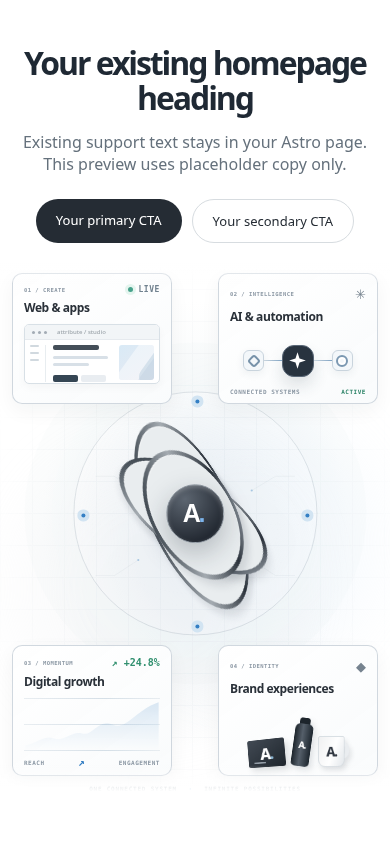 Your existing homepage
heading
Existing support text stays in your Astro page.
This preview uses placeholder copy only.
Your primary CTA
Your secondary CTA
01 / CREATE
LIVE
Web & apps
attribute / studio
02 / INTELLIGENCE
AI & automation
CONNECTED SYSTEMS
ACTIVE
A.
03 / MOMENTUM
↗ +24.8%
Digital growth
REACH
↗
ENGAGEMENT
04 / IDENTITY
Brand experiences
A.
A.
A.